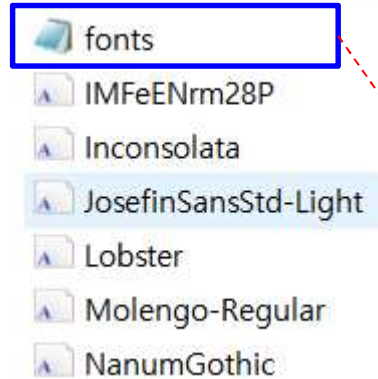 fonts
IMFeENrm28P
Inconsolata
JosefinSansStd-Light
Lobster
Molengo-Regular
NanumGothic